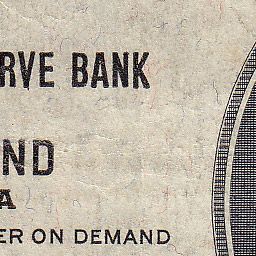 RVE BANK
ND
A
ER ON DEMAND